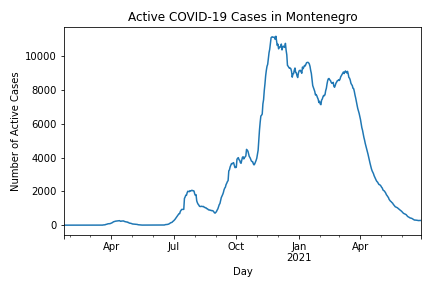 Active COVID-19 Cases in Montenegro
Number of Active Cases
10000
8000
6000
4000
2000
0
Apr
Jul
Oct
Jan
2021
Apr
Day